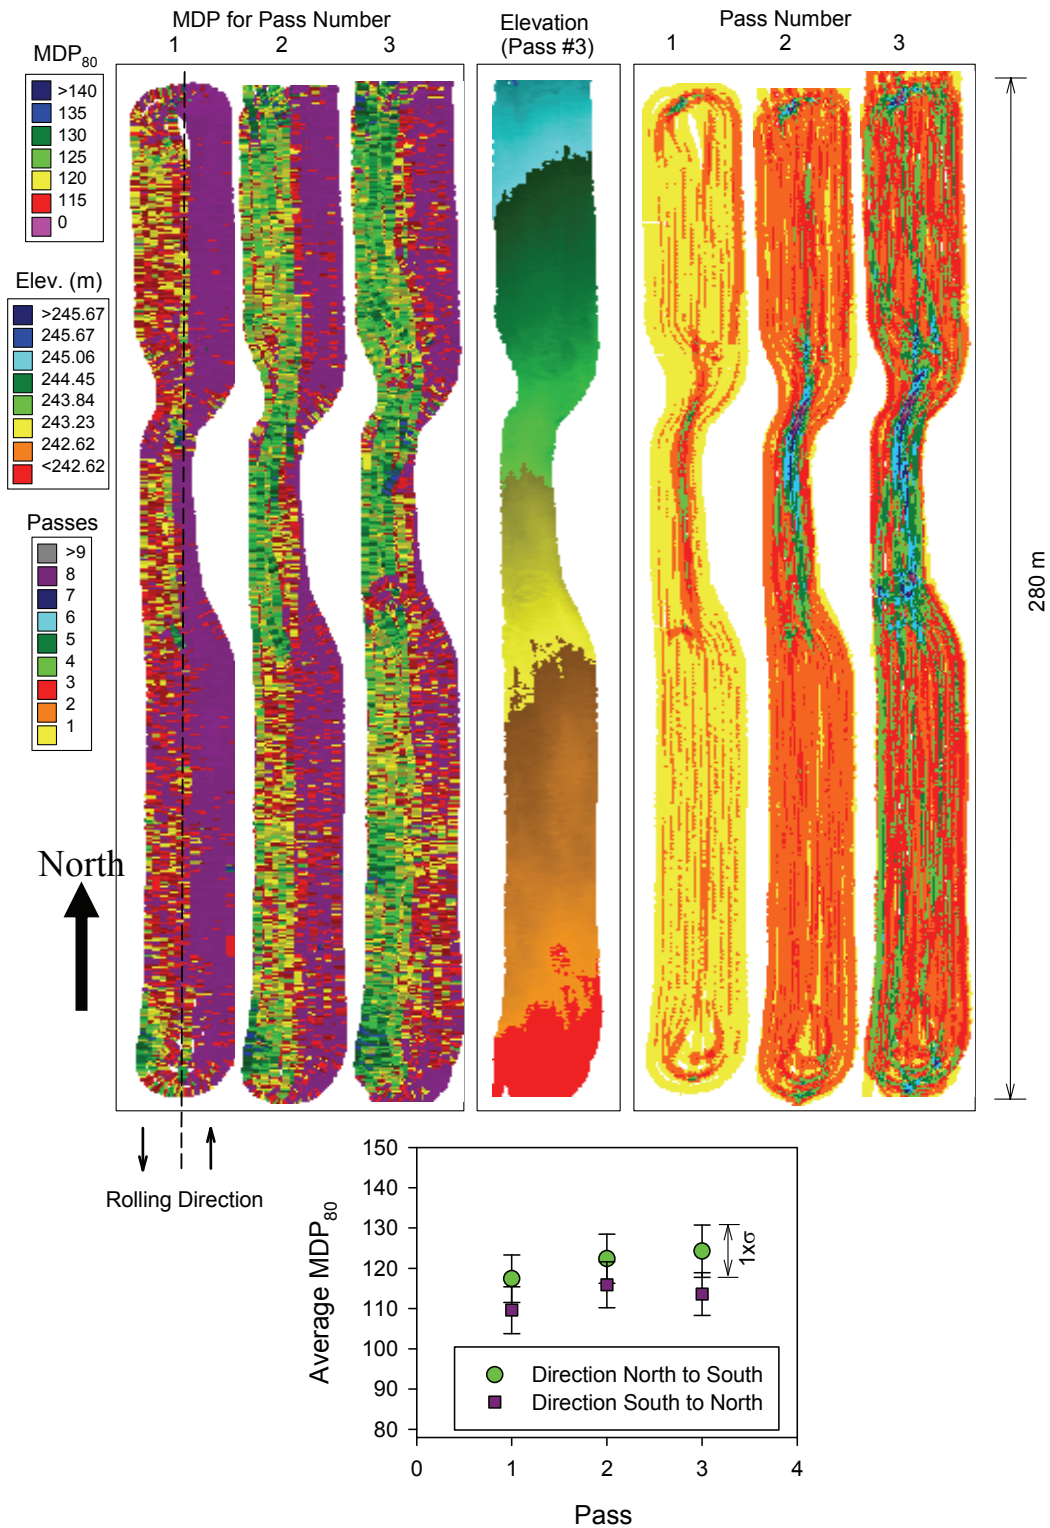 MDP for Pass Number
1 2 3
Elevation
(Pass #3)
Pass Number
1 2 3
MDP80
>140
135
130
125
120
115
0
Elev. (m)
>245.67
245.67
245.06
244.45
243.84
243.23
242.62
<242.62
Passes
>9
8
7
6
5
4
3
2
1
North
280 m
Rolling Direction
Average MDP80
150
140
130
120
110
100
90
80
1xσ
Direction North to South
Direction South to North
0 1 2 3 4
Pass